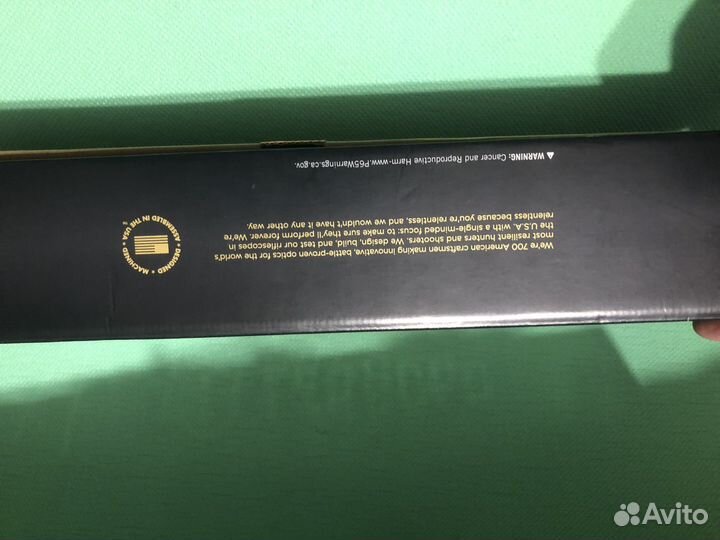 We're 700 American craftsmen making innovative, battle-proven optics for the world's
most resilient hunters and shooters. We design, build, and test our riflescopes in
the U.S.A. with a single-minded focus: to make sure they'll perform forever. We're
relentless because you're relentless, and we wouldn't have it any other way.
• DESIGNED • MACHINED • ASSEMBLED IN THE USA
⚠ WARNING: Cancer and Reproductive Harm-www.P65Warnings.ca.gov.
Avito